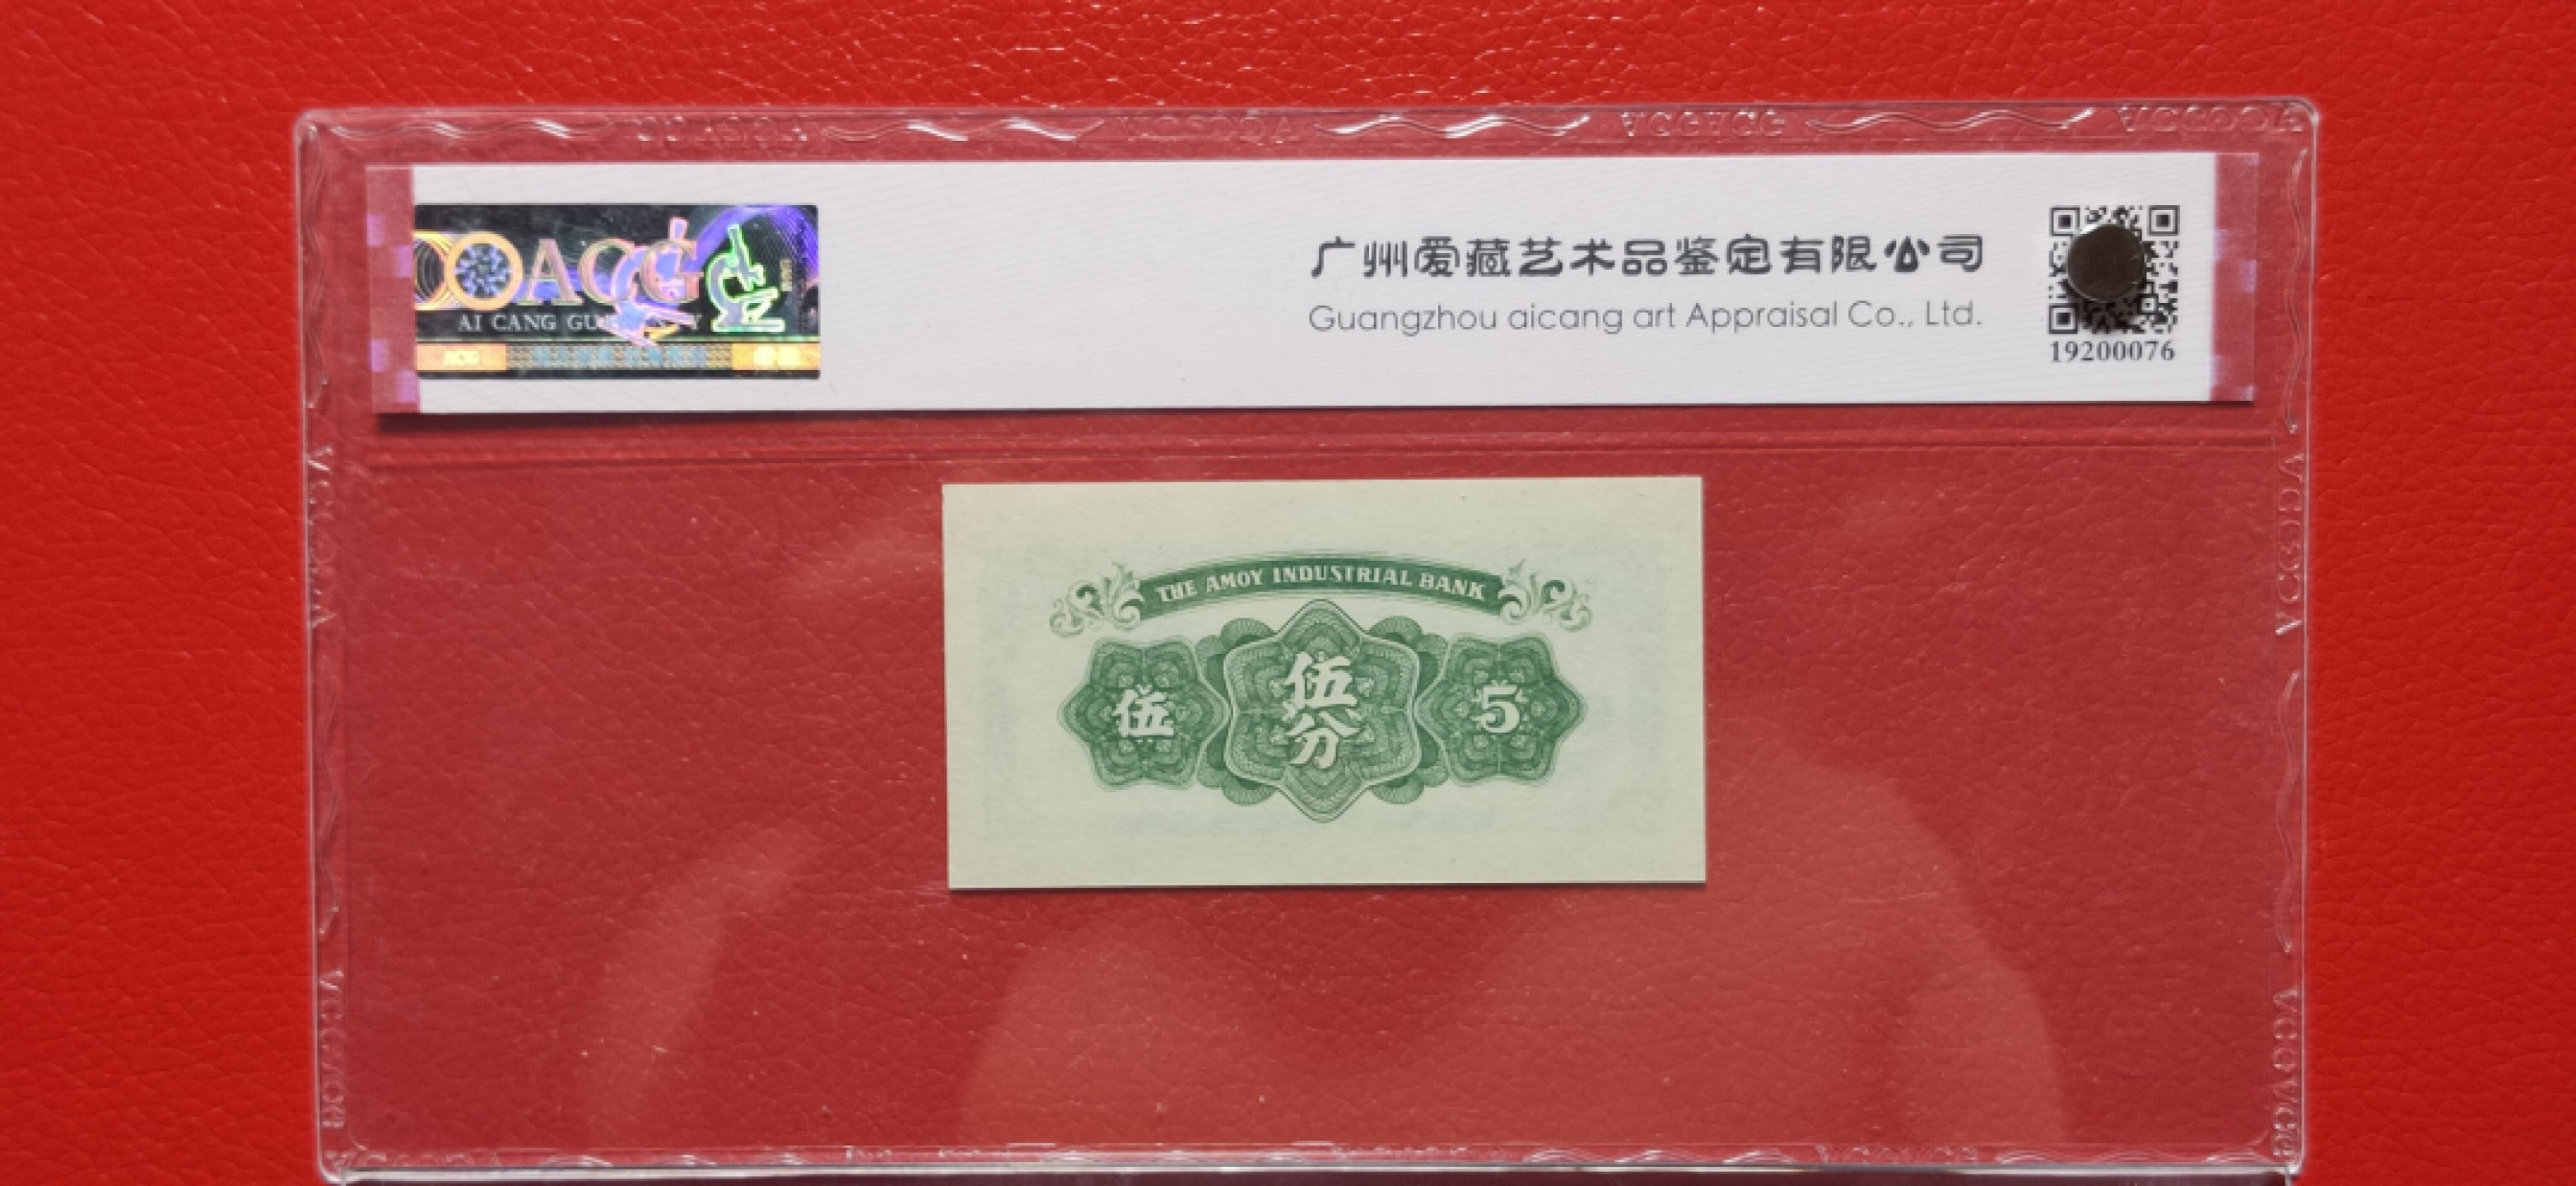 ACG
AI CANG
广州爱藏艺术品鉴定有限公司
Guangzhou aicang art Appraisal Co., Ltd.
19200076
THE AMOY INDUSTRIAL BANK
伍
伍分
5